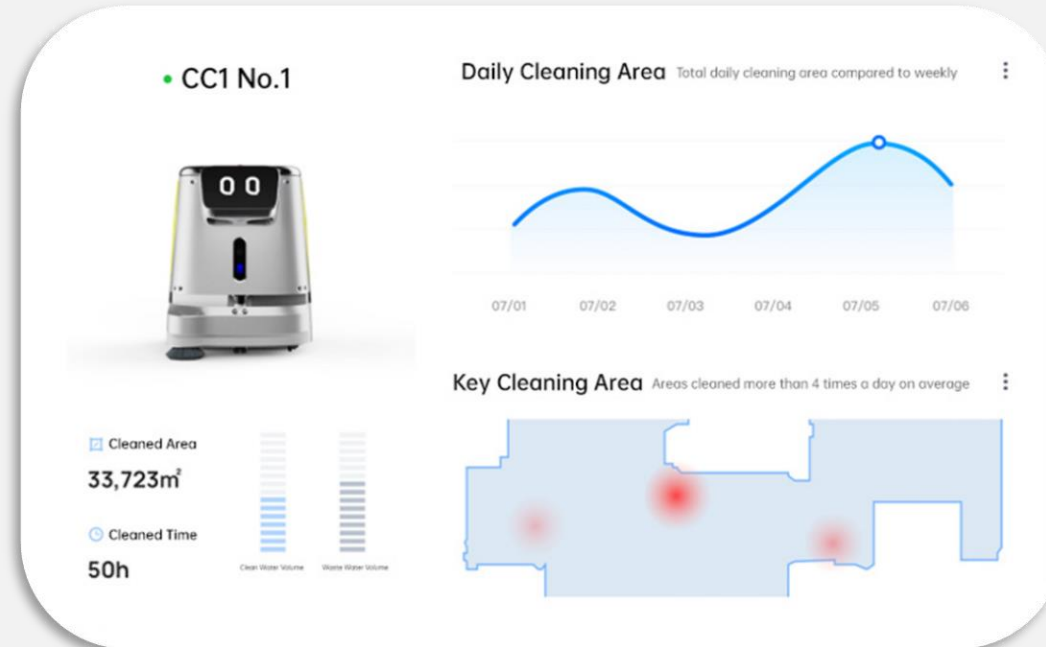 CC1 No.1
Daily Cleaning Area Total daily cleaning area compared to weekly
07/01 07/02 07/03 07/04 07/05 07/06
Key Cleaning Area Areas cleaned more than 4 times a day on average
Cleaned Area
33,723㎡
Cleaned Time
50h
Clean Water Volume Waste Water Volume